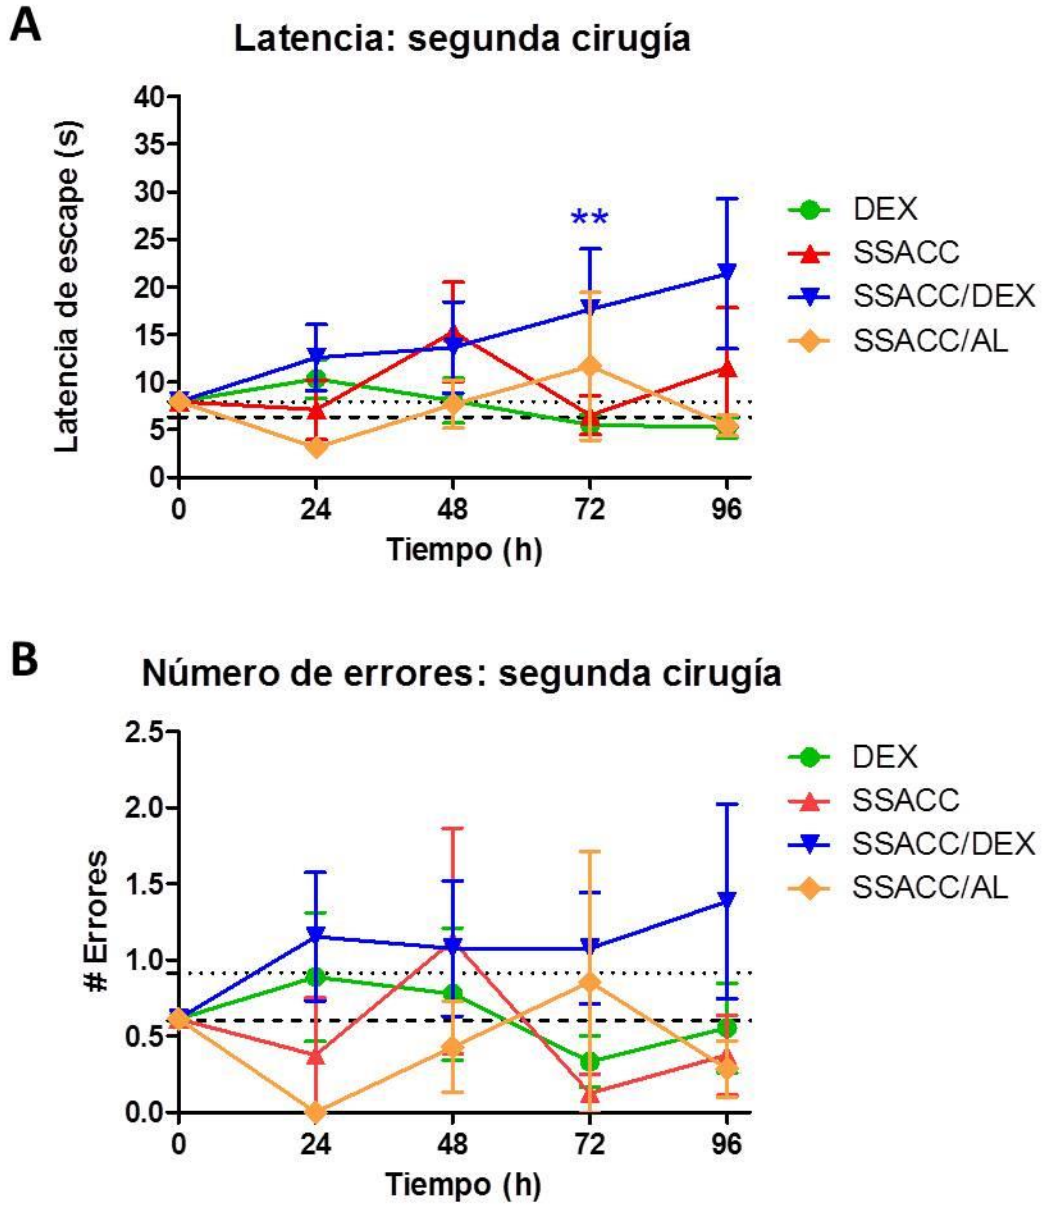 A
Latencia: segunda cirugía
Latencia de escape (s)
40
35
30
25
20
15
10
5
0
**
0 24 48 72 96
Tiempo (h)
DEX
SSACC
SSACC/DEX
SSACC/AL
B
Número de errores: segunda cirugía
# Errores
2.5
2.0
1.5
1.0
0.5
0.0
0 24 48 72 96
Tiempo (h)
DEX
SSACC
SSACC/DEX
SSACC/AL